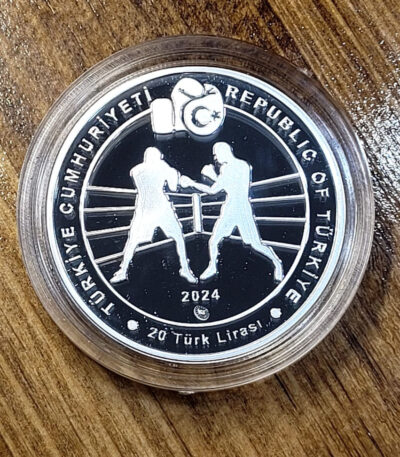 TÜRKİYE CUMHURİYETİ
REPUBLIC OF TÜRKİYE
2024
20 Türk Lirası